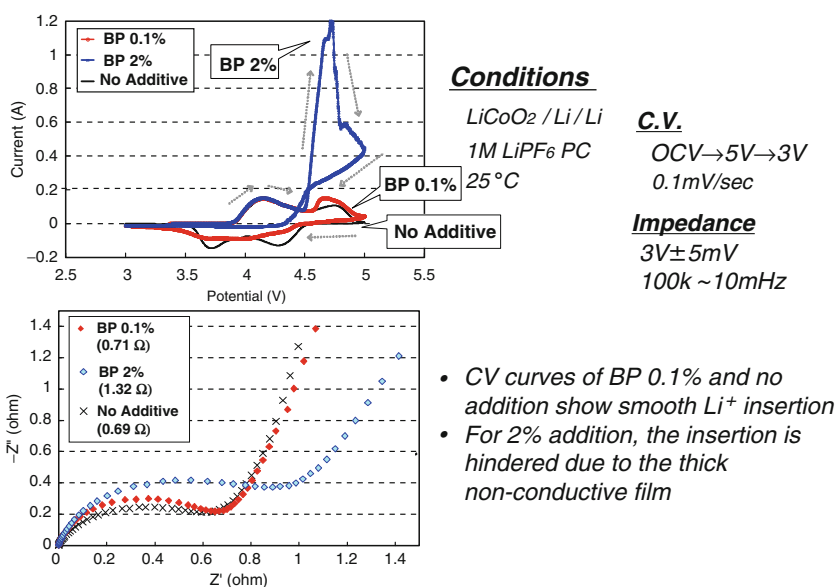 1.2
1
0.8
0.6
0.4
0.2
0
−0.2
Current (A)
BP 0.1%
BP 2%
No Additive
BP 2%
BP 0.1%
No Additive
2.5 3 3.5 4 4.5 5 5.5
Potential (V)
Conditions
LiCoO2 / Li / Li
1M LiPF6 PC
25°C
C.V.
OCV→5V→3V
0.1mV/sec
Impedance
3V±5mV
100k ~10mHz
1.4
1.2
1
0.8
0.6
0.4
0.2
0
−Z" (ohm)
BP 0.1%
(0.71 Ω)
BP 2%
(1.32 Ω)
No Additive
(0.69 Ω)
0 0.2 0.4 0.6 0.8 1 1.2 1.4
Z' (ohm)
• CV curves of BP 0.1% and no
addition show smooth Li+ insertion
• For 2% addition, the insertion is
hindered due to the thick
non-conductive film